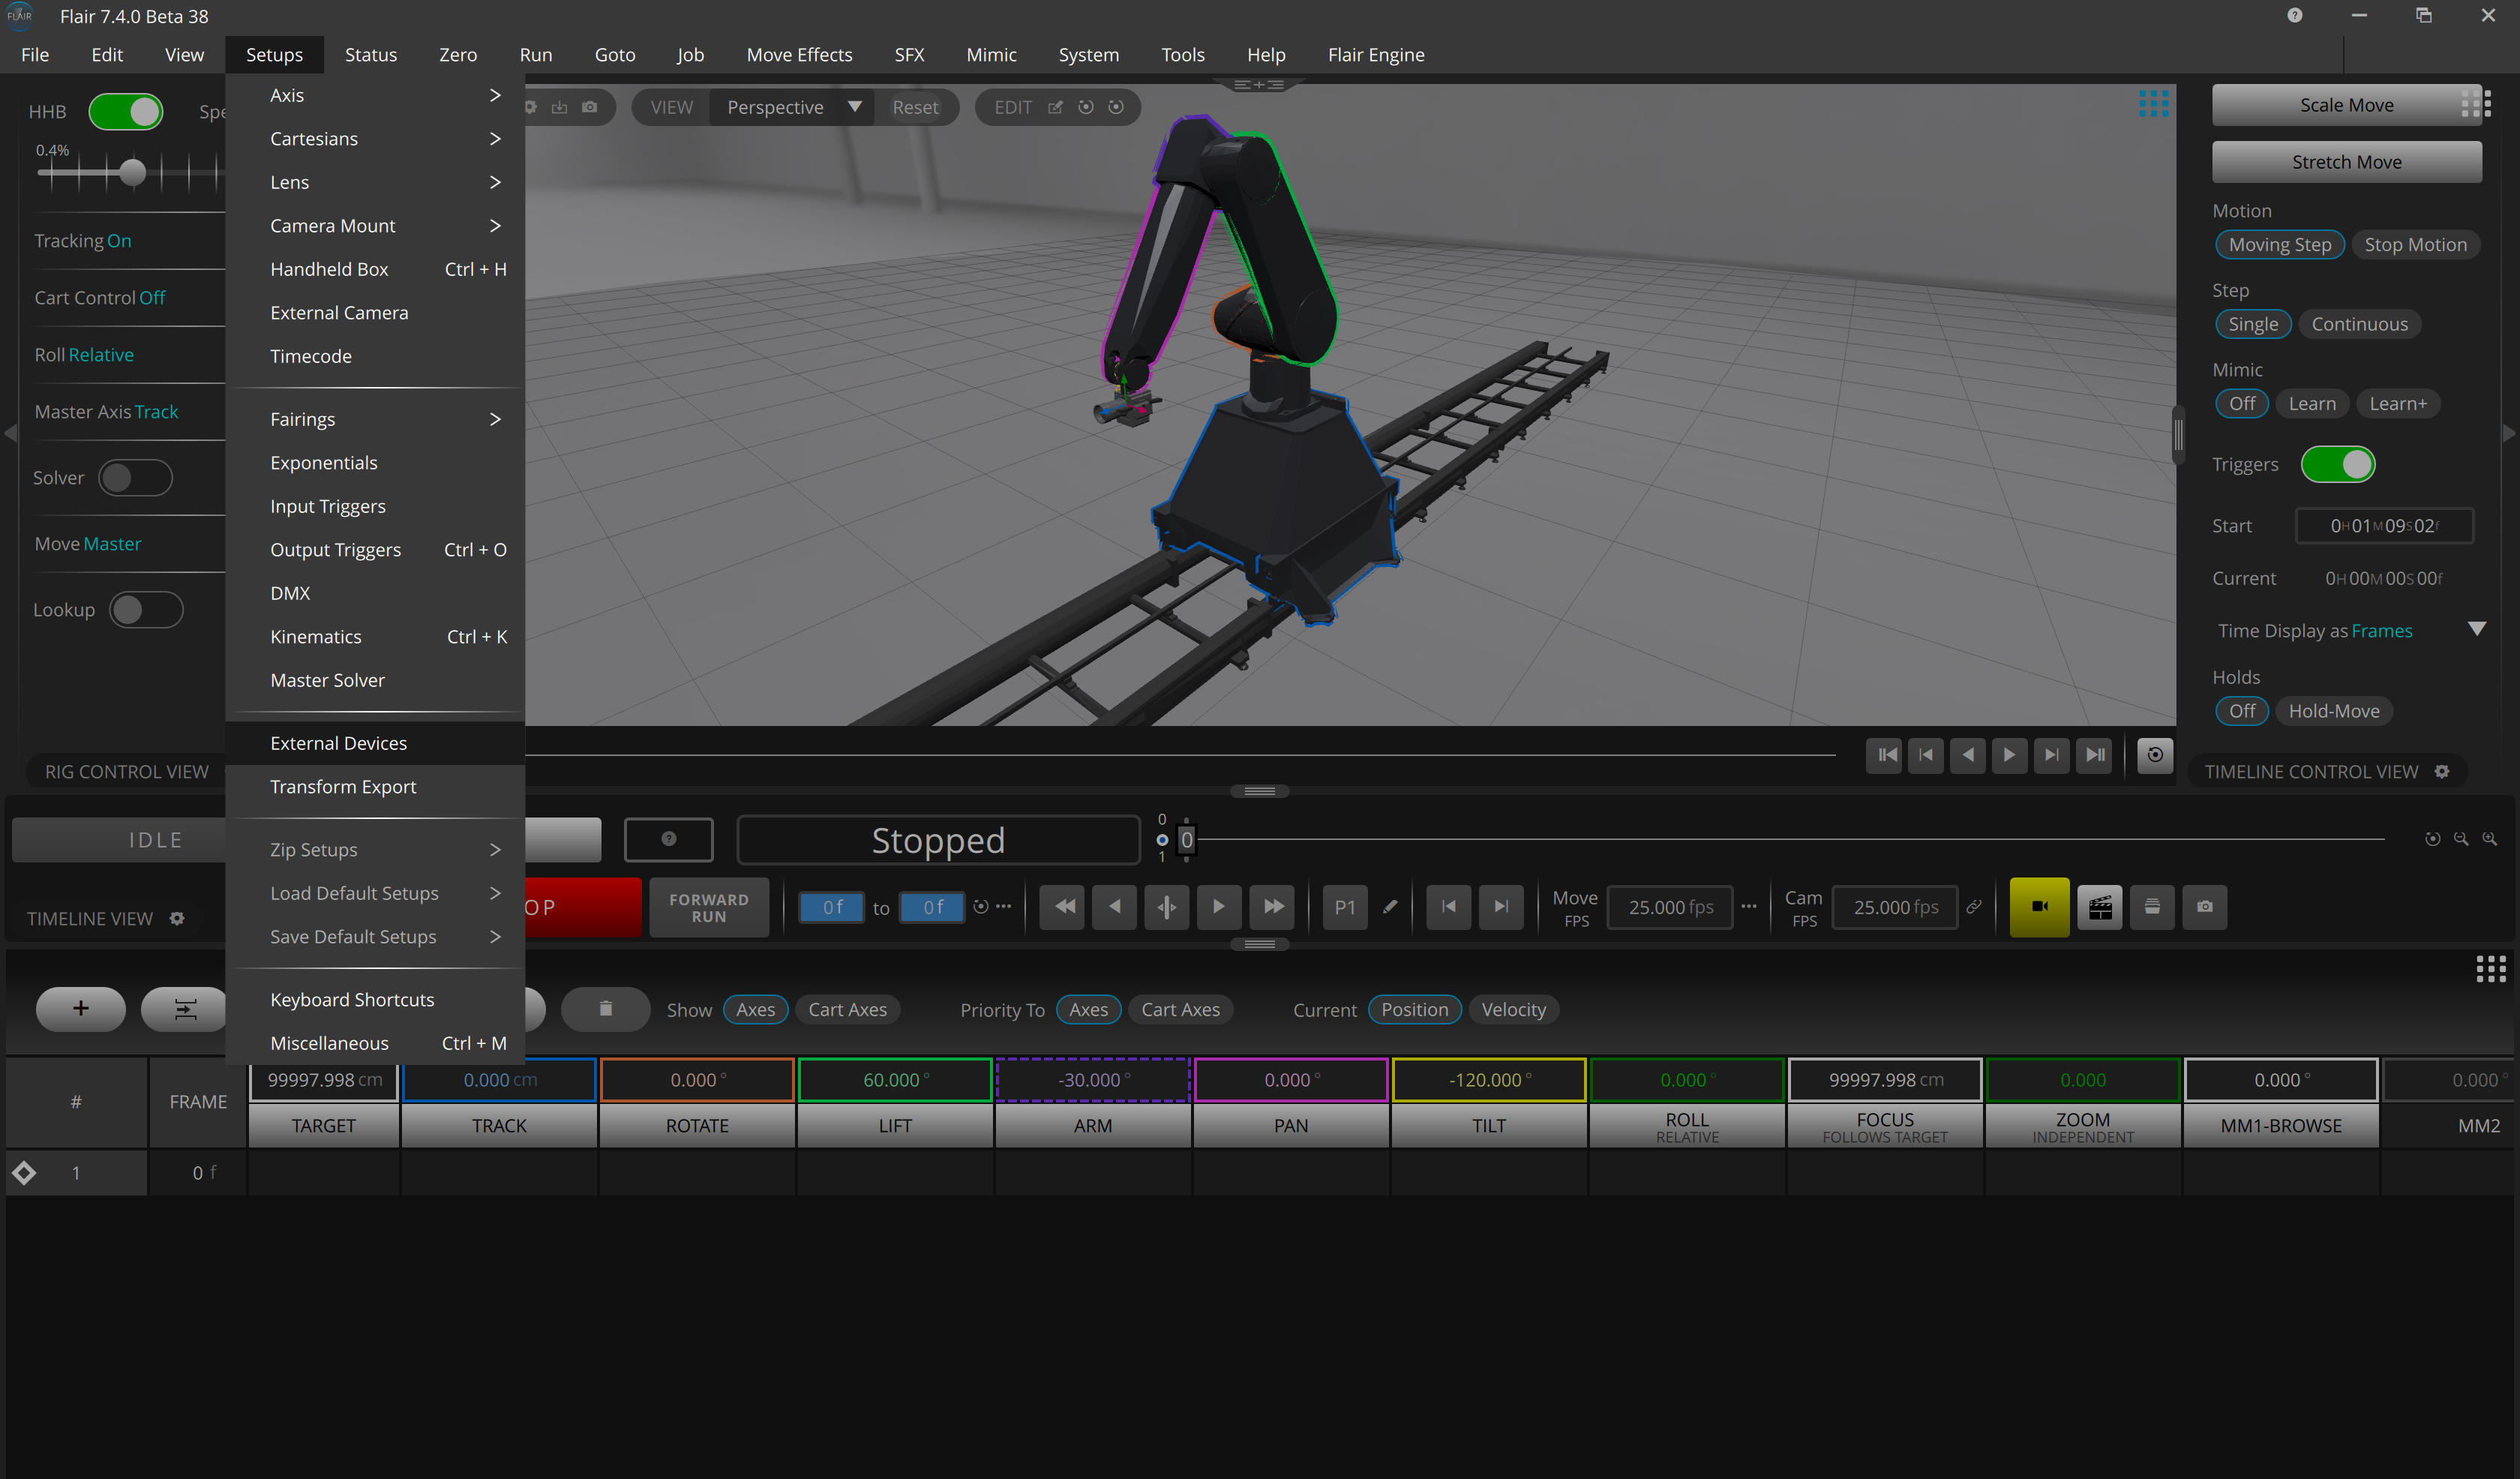 FLAIR
Flair 7.4.0 Beta 38
File Edit View Setups Status Zero Run Goto Job Move Effects SFX Mimic System Tools Help Flair Engine
HHB
0.4%
Tracking On
Cart Control Off
Roll Relative
Master Axis Track
Solver
Move Master
Lookup
RIG CONTROL VIEW
Axis
Cartesians
Lens
Camera Mount
Handheld Box Ctrl + H
External Camera
Timecode
Fairings
Exponentials
Input Triggers
Output Triggers Ctrl + O
DMX
Kinematics Ctrl + K
Master Solver
External Devices
Transform Export
Zip Setups
Load Default Setups
Save Default Setups
Keyboard Shortcuts
Miscellaneous Ctrl + M
VIEW Perspective Reset EDIT
Scale Move
Stretch Move
Motion
Moving Step Stop Motion
Step
Single Continuous
Mimic
Off Learn Learn+
Triggers
Start 0H01M09S02f
Current 0H00M00S00f
Time Display as Frames
Holds
Off Hold-Move
TIMELINE CONTROL VIEW
IDLE
Stopped
0
0
1
TIMELINE VIEW
FORWARD
RUN
0 f to 0 f
P1
Move
FPS
25.000 fps
Cam
FPS
25.000 fps
Show Axes Cart Axes Priority To Axes Cart Axes Current Position Velocity
# FRAME
99997.998 cm 0.000 cm 0.000 ° 60.000 ° -30.000 ° 0.000 ° -120.000 ° 0.000 ° 99997.998 cm 0.000 0.000 ° 0.000 °
TARGET TRACK ROTATE LIFT ARM PAN TILT ROLL FOCUS ZOOM MM1-BROWSE MM2
RELATIVE FOLLOWS TARGET INDEPENDENT
1 0 f